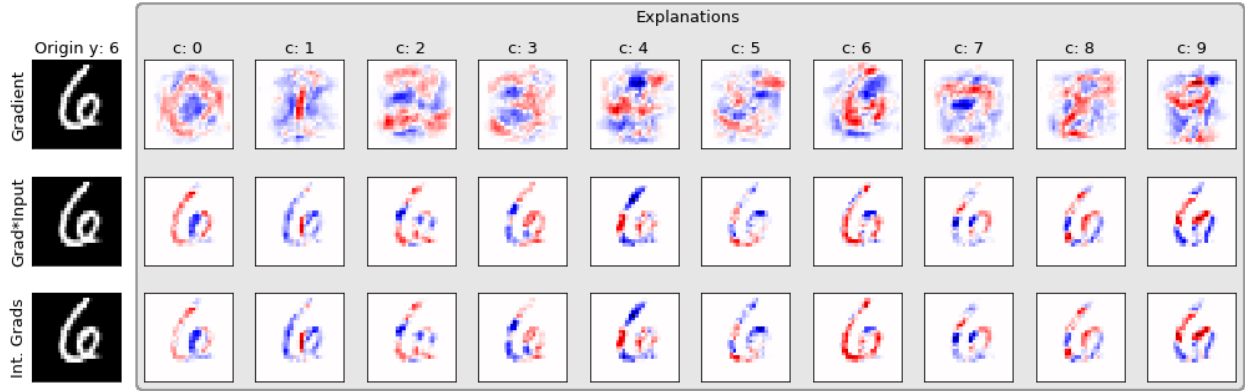 Explanations
Origin y: 6 c: 0 c: 1 c: 2 c: 3 c: 4 c: 5 c: 6 c: 7 c: 8 c: 9
Gradient
Grad*Input
Int. Grads